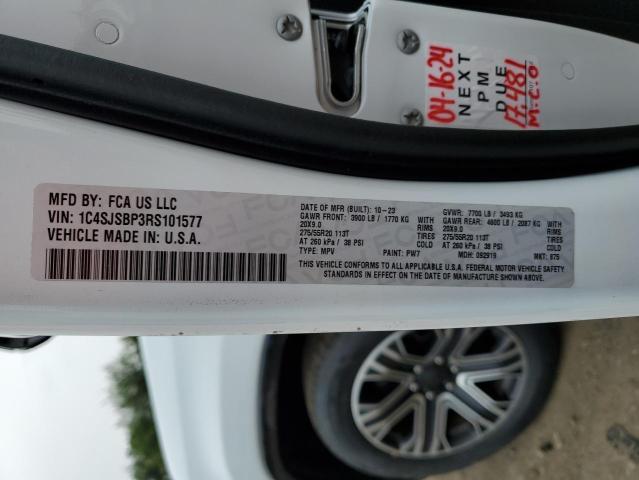 04-16-24
NEXT
PM
DUE
17,481
M.C.O
MFD BY: FCA US LLC
VIN: 1C4SJSBP3RS101577
VEHICLE MADE IN: U.S.A.
DATE OF MFR (BUILT): 10-23 GVWR: 7700 LB / 3493 KG
GAWR FRONT: 3900 LB / 1770 KG WITH GAWR REAR: 4600 LB / 2087 KG WITH
20X9.0 RIMS 20X9.0 RIMS
275/55R20 113T TIRES 275/55R20 113T TIRES
AT 260 kPa / 38 PSI COLD AT 260 kPa / 38 PSI COLD
TYPE: MPV PAINT: PW7 MDH: 092919 MKT: 875
THIS VEHICLE CONFORMS TO ALL APPLICABLE U.S.A. FEDERAL MOTOR VEHICLE SAFETY
STANDARDS IN EFFECT ON THE DATE OF MANUFACTURE SHOWN ABOVE.